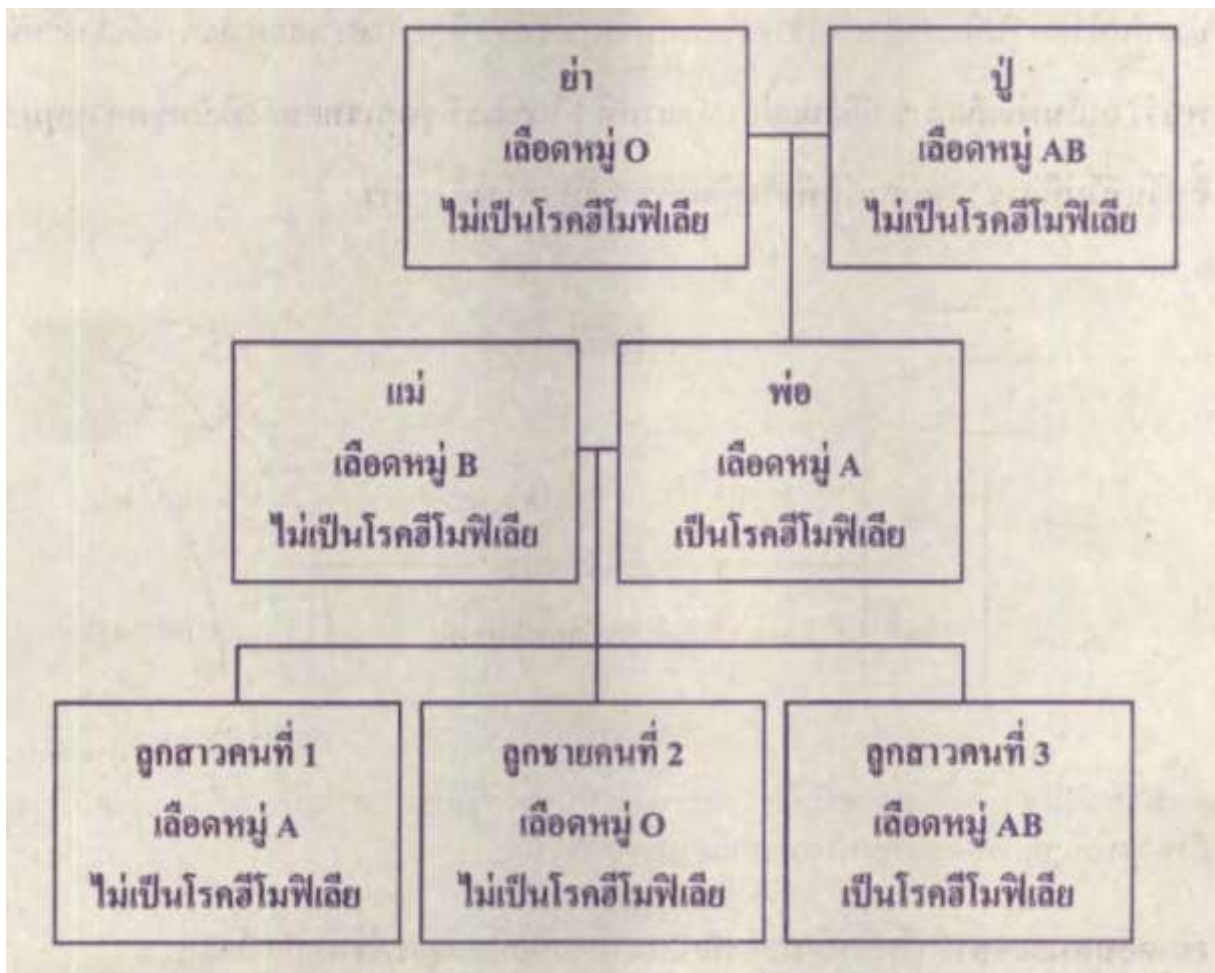 ย่า
เลือดหมู่ O
ไม่เป็นโรคฮีโมฟิเลีย
ปู่
เลือดหมู่ AB
ไม่เป็นโรคฮีโมฟิเลีย
แม่
เลือดหมู่ B
ไม่เป็นโรคฮีโมฟิเลีย
พ่อ
เลือดหมู่ A
เป็นโรคฮีโมฟิเลีย
ลูกสาวคนที่ 1
เลือดหมู่ A
ไม่เป็นโรคฮีโมฟิเลีย
ลูกชายคนที่ 2
เลือดหมู่ O
ไม่เป็นโรคฮีโมฟิเลีย
ลูกสาวคนที่ 3
เลือดหมู่ AB
เป็นโรคฮีโมฟิเลีย